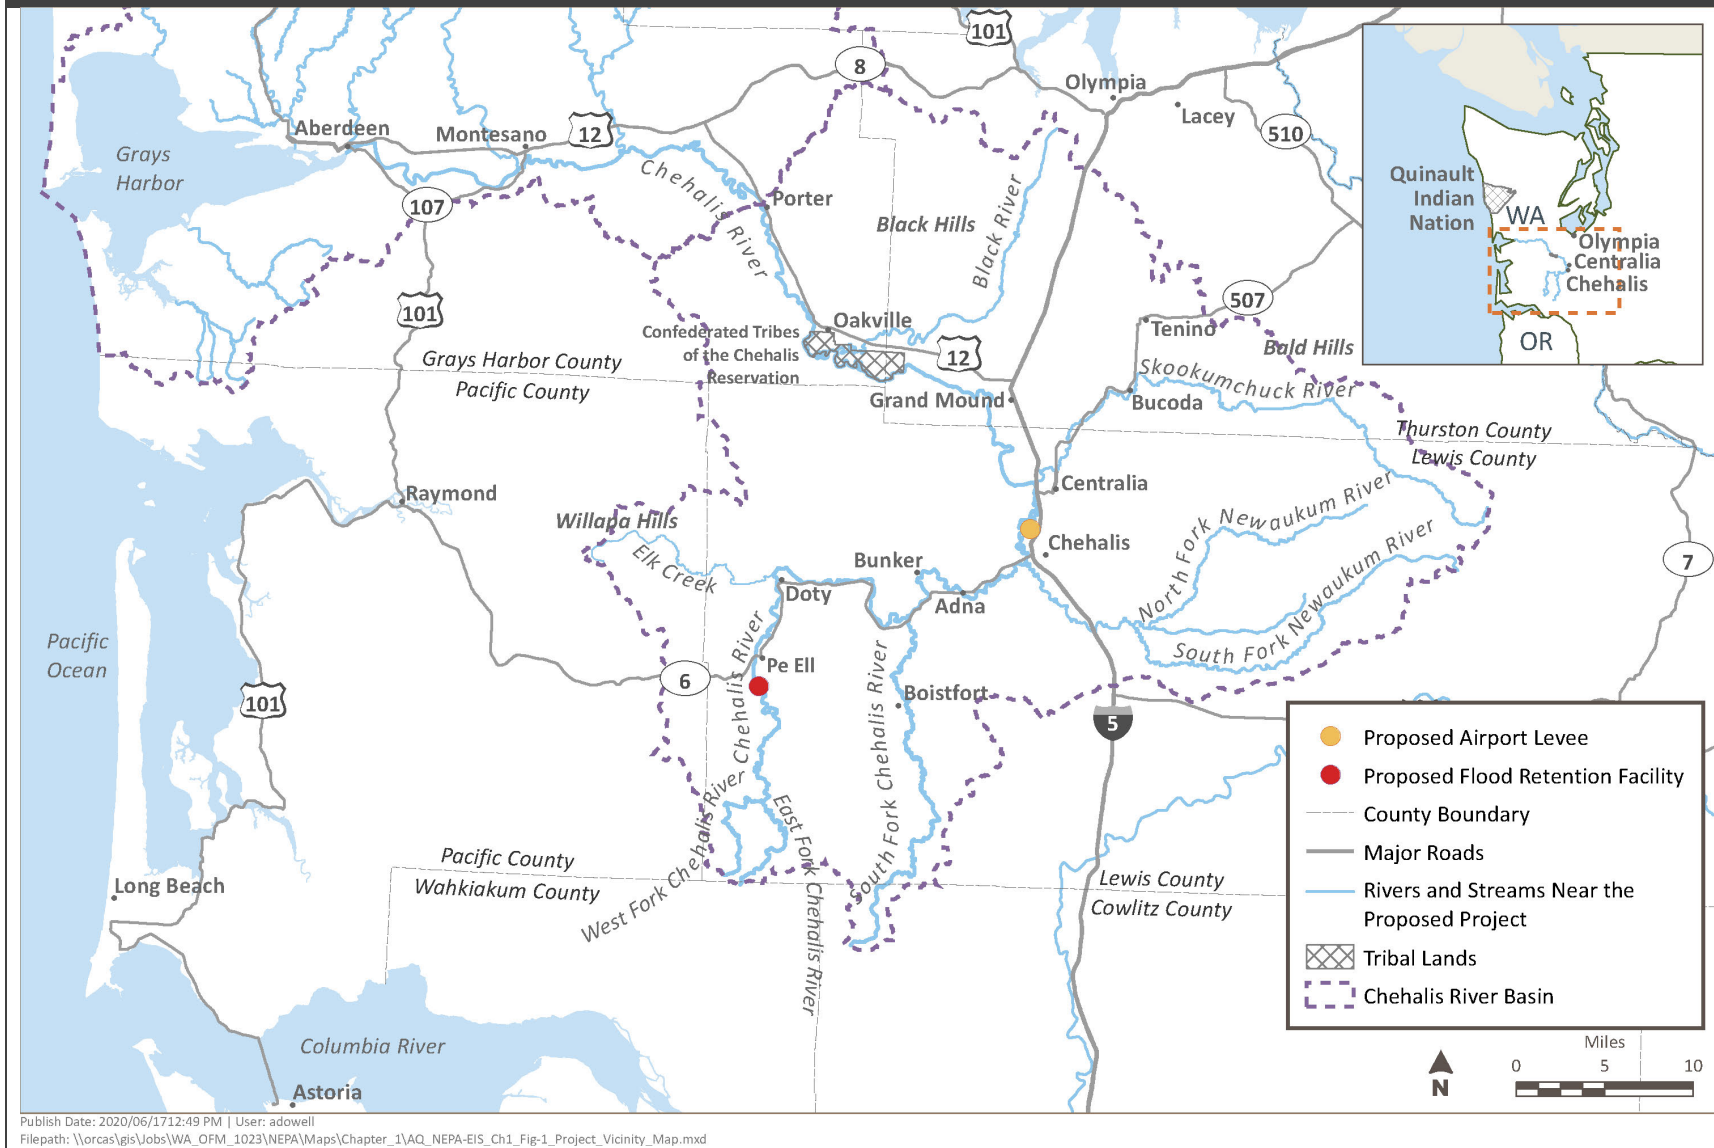 101
8
Olympia
Lacey
510
Aberdeen
Montesano
12
Grays
Harbor
107
Chehalis River
Porter
Black Hills
Black River
101
Oakville
Confederated Tribes
of the Chehalis
Reservation
12
507
Tenino
Bald Hills
Skookumchuck River
Grays Harbor County
Pacific County
Grand Mound
Bucoda
Thurston County
Lewis County
Raymond
Centralia
Willapa Hills
Elk Creek
Chehalis
North Fork Newaukum River
South Fork Newaukum River
Bunker
Doty
Adna
7
Pacific
Ocean
Pe Ell
6
Chehalis River
Boistfort
South Fork Chehalis River
101
5
West Fork Chehalis River
East Fork Chehalis River
Pacific County
Wahkiakum County
Lewis County
Cowlitz County
Long Beach
Columbia River
Astoria
Quinault
Indian
Nation
WA
Olympia
Centralia
Chehalis
OR
Proposed Airport Levee
Proposed Flood Retention Facility
County Boundary
Major Roads
Rivers and Streams Near the
Proposed Project
Tribal Lands
Chehalis River Basin
N
Miles
0 5 10
Publish Date: 2020/06/1712:49 PM | User: adowell
Filepath: \\orcas\gis\Jobs\WA_OFM_1023\NEPA\Maps\Chapter_1\AQ_NEPA-EIS_Ch1_Fig-1_Project_Vicinity_Map.mxd